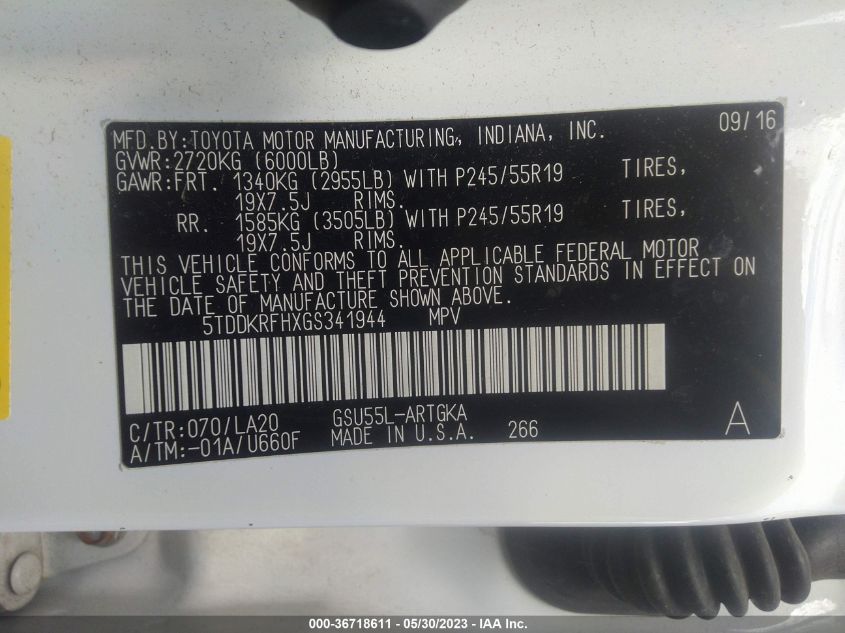 MFD.BY:TOYOTA MOTOR MANUFACTURING, INDIANA, INC. 09/16
GVWR:2720KG (6000LB)
GAWR:FRT. 1340KG (2955LB) WITH P245/55R19 TIRES,
19X7.5J RIMS.
RR. 1585KG (3505LB) WITH P245/55R19 TIRES,
19X7.5J RIMS.
THIS VEHICLE CONFORMS TO ALL APPLICABLE FEDERAL MOTOR
VEHICLE SAFETY AND THEFT PREVENTION STANDARDS IN EFFECT ON
THE DATE OF MANUFACTURE SHOWN ABOVE.
5TDDKRFHXGS341944 MPV
C/TR:070/LA20 GSU55L-ARTGKA
A/TM:-01A/U660F MADE IN U.S.A. 266 A
000-36718611 - 05/30/2023 - IAA Inc.